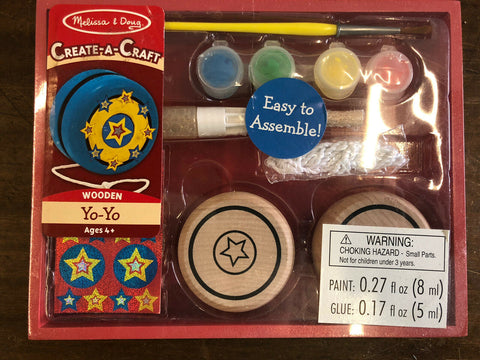 Melissa & Doug
CREATE-A-CRAFT
Easy to
Assemble!
WOODEN
Yo-Yo
Ages 4+
WARNING:
CHOKING HAZARD - Small Parts.
Not for children under 3 years.
PAINT: 0.27 fl oz (8 ml)
GLUE: 0.17 fl oz (5 ml)